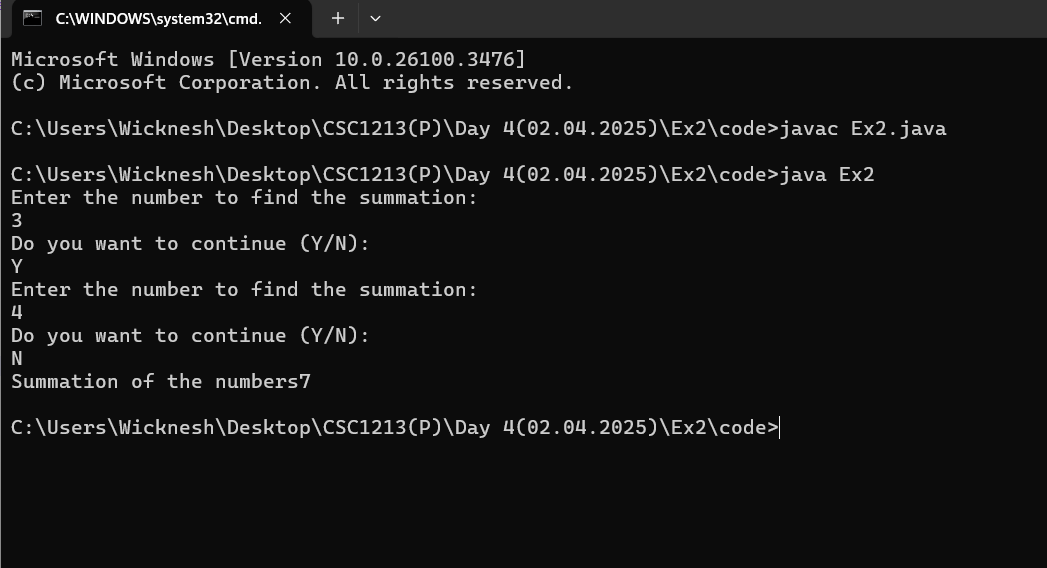 C:\WINDOWS\system32\cmd.
Microsoft Windows [Version 10.0.26100.3476]
(c) Microsoft Corporation. All rights reserved.
C:\Users\Wicknesh\Desktop\CSC1213(P)\Day 4(02.04.2025)\Ex2\code>javac Ex2.java
C:\Users\Wicknesh\Desktop\CSC1213(P)\Day 4(02.04.2025)\Ex2\code>java Ex2
Enter the number to find the summation:
3
Do you want to continue (Y/N):
Y
Enter the number to find the summation:
4
Do you want to continue (Y/N):
N
Summation of the numbers7
C:\Users\Wicknesh\Desktop\CSC1213(P)\Day 4(02.04.2025)\Ex2\code>